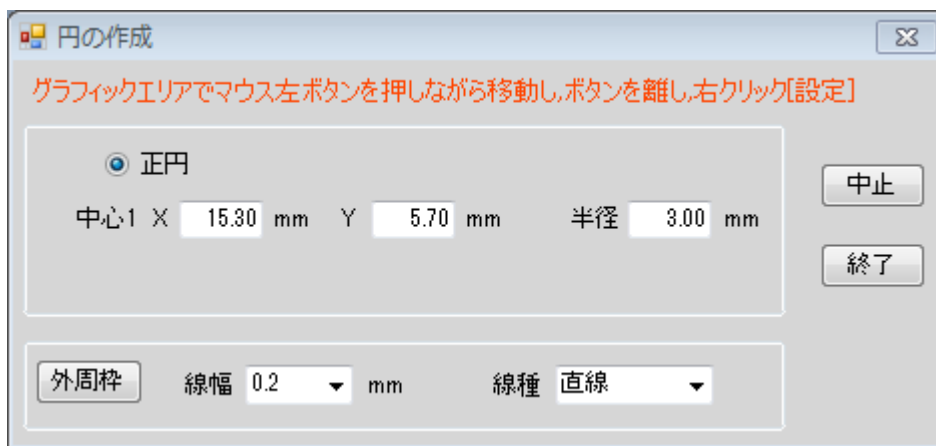 円の作成
グラフィックエリアでマウス左ボタンを押しながら移動し,ボタンを離し,右クリック[設定]
正円
中心1 X 15.30 mm Y 5.70 mm 半径 3.00 mm
中止
終了
外周枠 線幅 0.2 mm 線種 直線